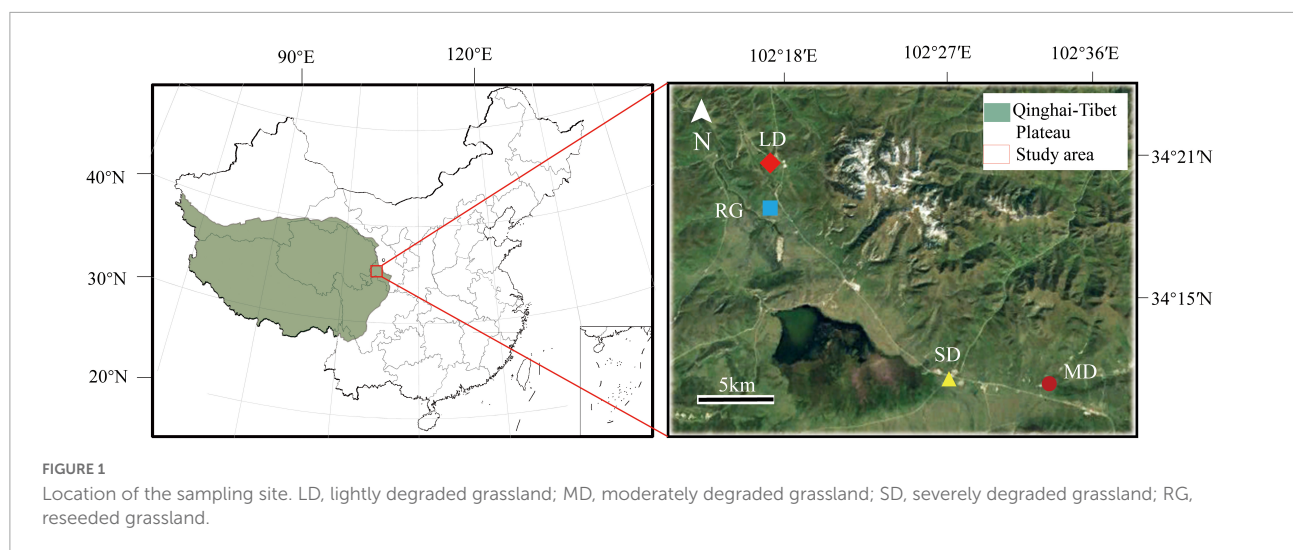 90°E
120°E
102°18′E
102°27′E
102°36′E
40°N
30°N
20°N
N
LD
RG
SD
MD
5km
Qinghai-Tibet
Plateau
Study area
34°21′N
34°15′N
FIGURE 1
Location of the sampling site. LD, lightly degraded grassland; MD, moderately degraded grassland; SD, severely degraded grassland; RG,
reseeded grassland.